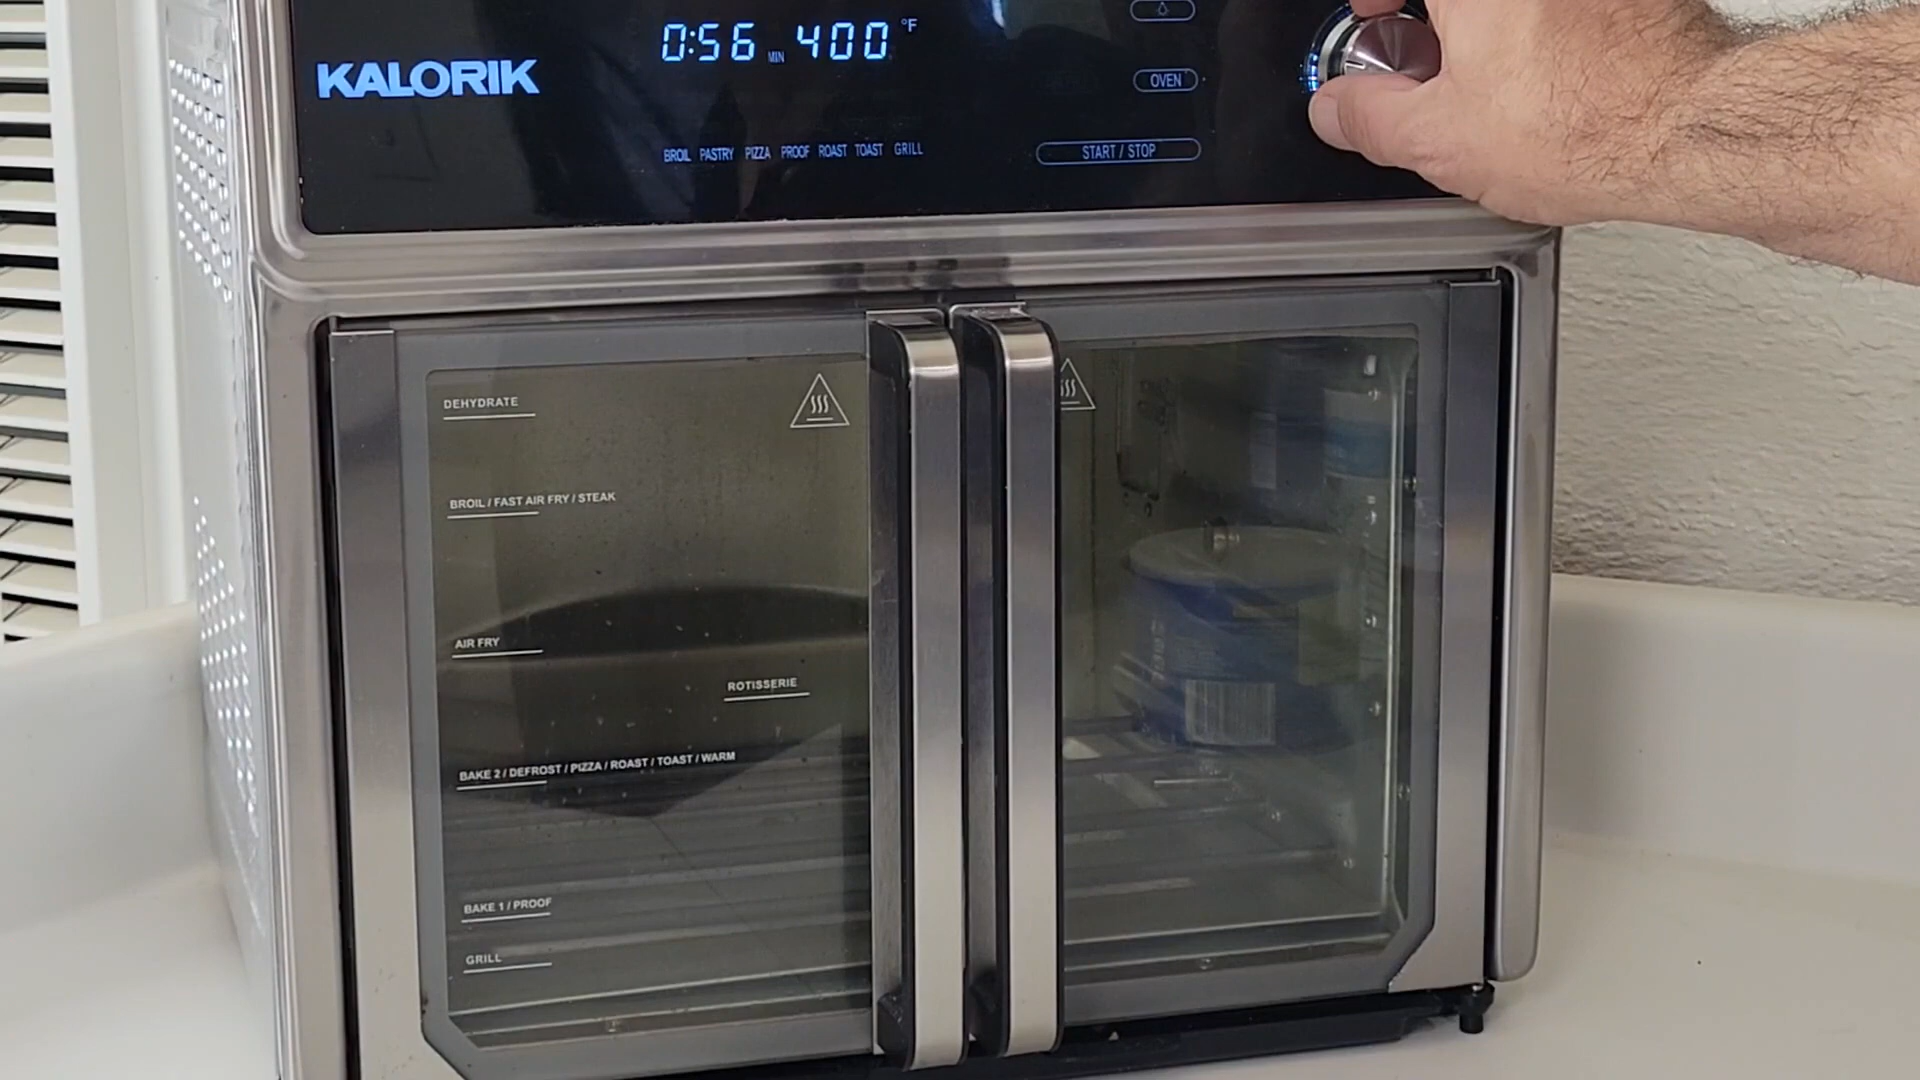 0:56 MIN 400 °F
KALORIK
OVEN
BROIL PASTRY PIZZA PROOF ROAST TOAST GRILL
START / STOP
DEHYDRATE
BROIL / FAST AIR FRY / STEAK
AIR FRY
ROTISSERIE
BAKE 2 / DEFROST / PIZZA / ROAST / TOAST / WARM
BAKE 1 / PROOF
GRILL